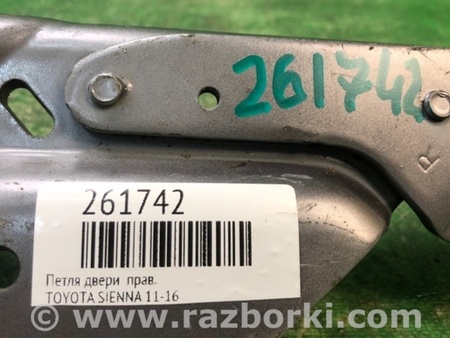 261742
R
261742
Петля двери прав.
TOYOTA SIENNA 11-16
www.razborki.com